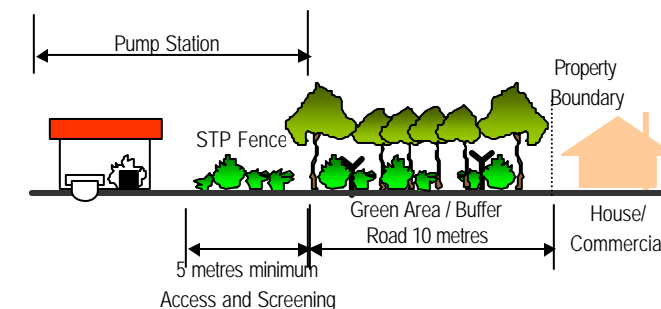 Pump Station
Property
Boundary
STP Fence
Green Area / Buffer
Road 10 metres
House/
Commercia
5 metres minimum
Access and Screening